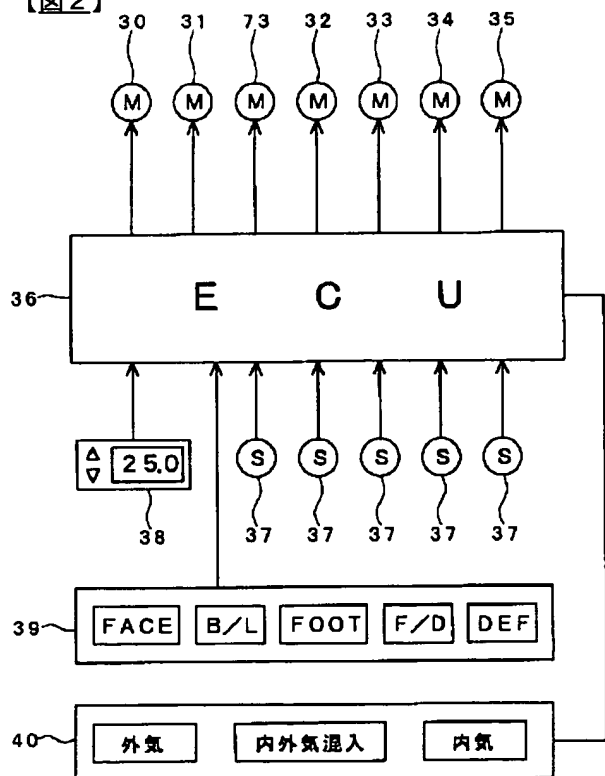 【図2】
30 31 73 32 33 34 35
M M M M M M M
36 ECU
△
▽ 25.0
S S S S S
38 37 37 37 37 37
39 FACE B/L FOOT F/D DEF
40 外気 内外気混入 内気